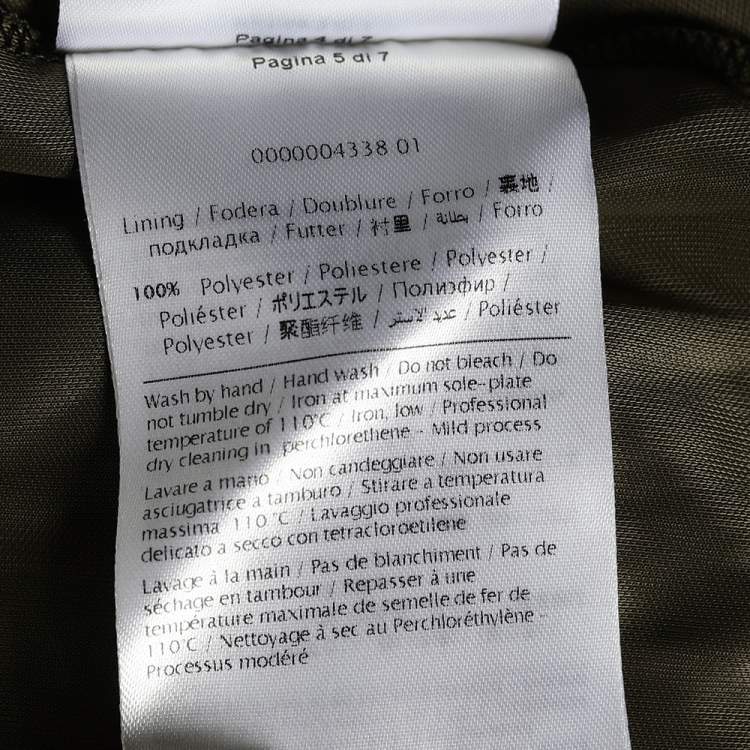 Pagina 4 di 7
Pagina 5 di 7
0000004338 01
Lining / Fodera / Doublure / Forro / 裏地 /
подкладка / Futter / 衬里 / بطانة / Forro
100% Polyester / Poliestere / Polyester /
Poliéster / ポリエステル / Полиэфир /
Polyester / 聚酯纤维 / عديد الاستر / Poliéster
Wash by hand / Hand wash / Do not bleach / Do
not tumble dry / Iron at maximum sole-plate
temperature of 110°C / Iron, low / Professional
dry cleaning in perchlorethene - Mild process
Lavare a mano / Non candeggiare / Non usare
asciugatrice a tamburo / Stirare a temperatura
massima 110°C / Lavaggio professionale
delicato a secco con tetracloroetilene
Lavage à la main / Pas de blanchiment / Pas de
séchage en tambour / Repasser à une
température maximale de semelle de fer de
110°C / Nettoyage à sec au Perchloréthylène -
Processus modéré